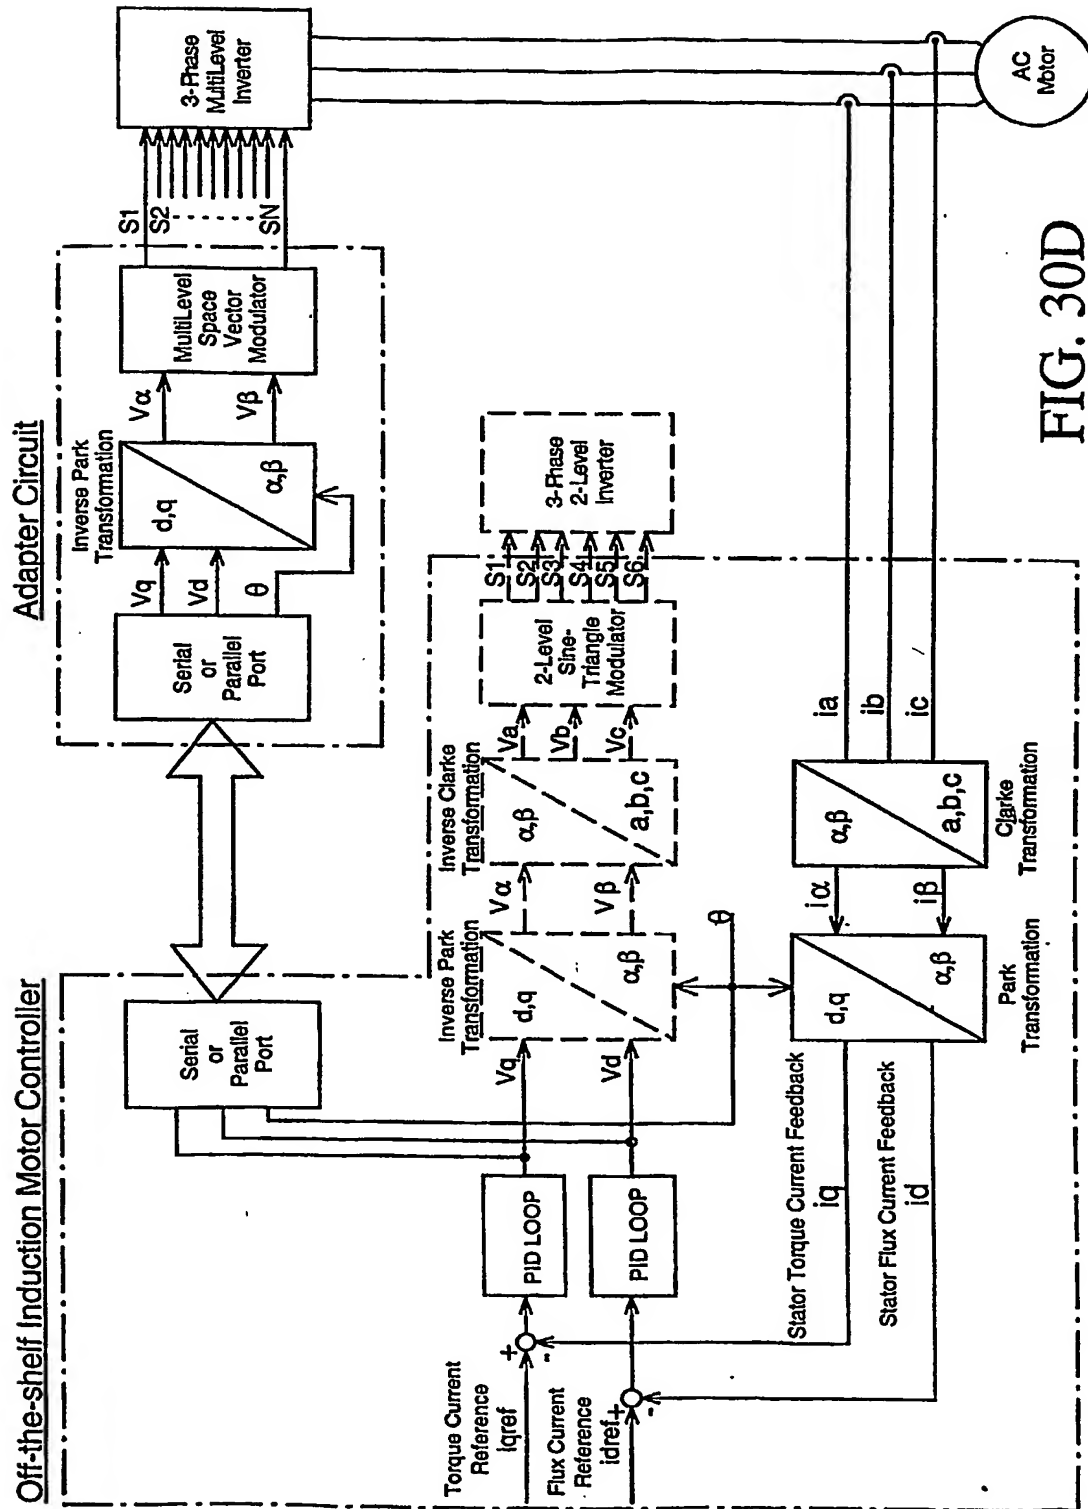 Off-the-shelf Induction Motor Controller
Adapter Circuit
Serial
or
Parallel
Port
Serial
or
Parallel
Port
Vq
Vd
θ
Inverse Park
Transformation
d,q
α,β
Vα
Vβ
MultiLevel
Space
Vector
Modulator
S1
S2
SN
3-Phase
MultiLevel
Inverter
Torque Current
Reference
Iqref
+
-
PID LOOP
Flux Current
Reference
idref
+
-
PID LOOP
Vq
Vd
Inverse Park
Transformation
d,q
α,β
Vα
Vβ
Inverse Clarke
Transformation
α,β
a,b,c
Va
Vb
Vc
2-Level
Sine-
Triangle
Modulator
S1
S2
S3
S4
S5
S6
3-Phase
2-Level
Inverter
θ
Stator Torque Current Feedback
iq
Stator Flux Current Feedback
id
d,q
α,β
Park
Transformation
iα
iβ
α,β
a,b,c
Clarke
Transformation
ia
ib
ic
AC
Motor
FIG. 30D